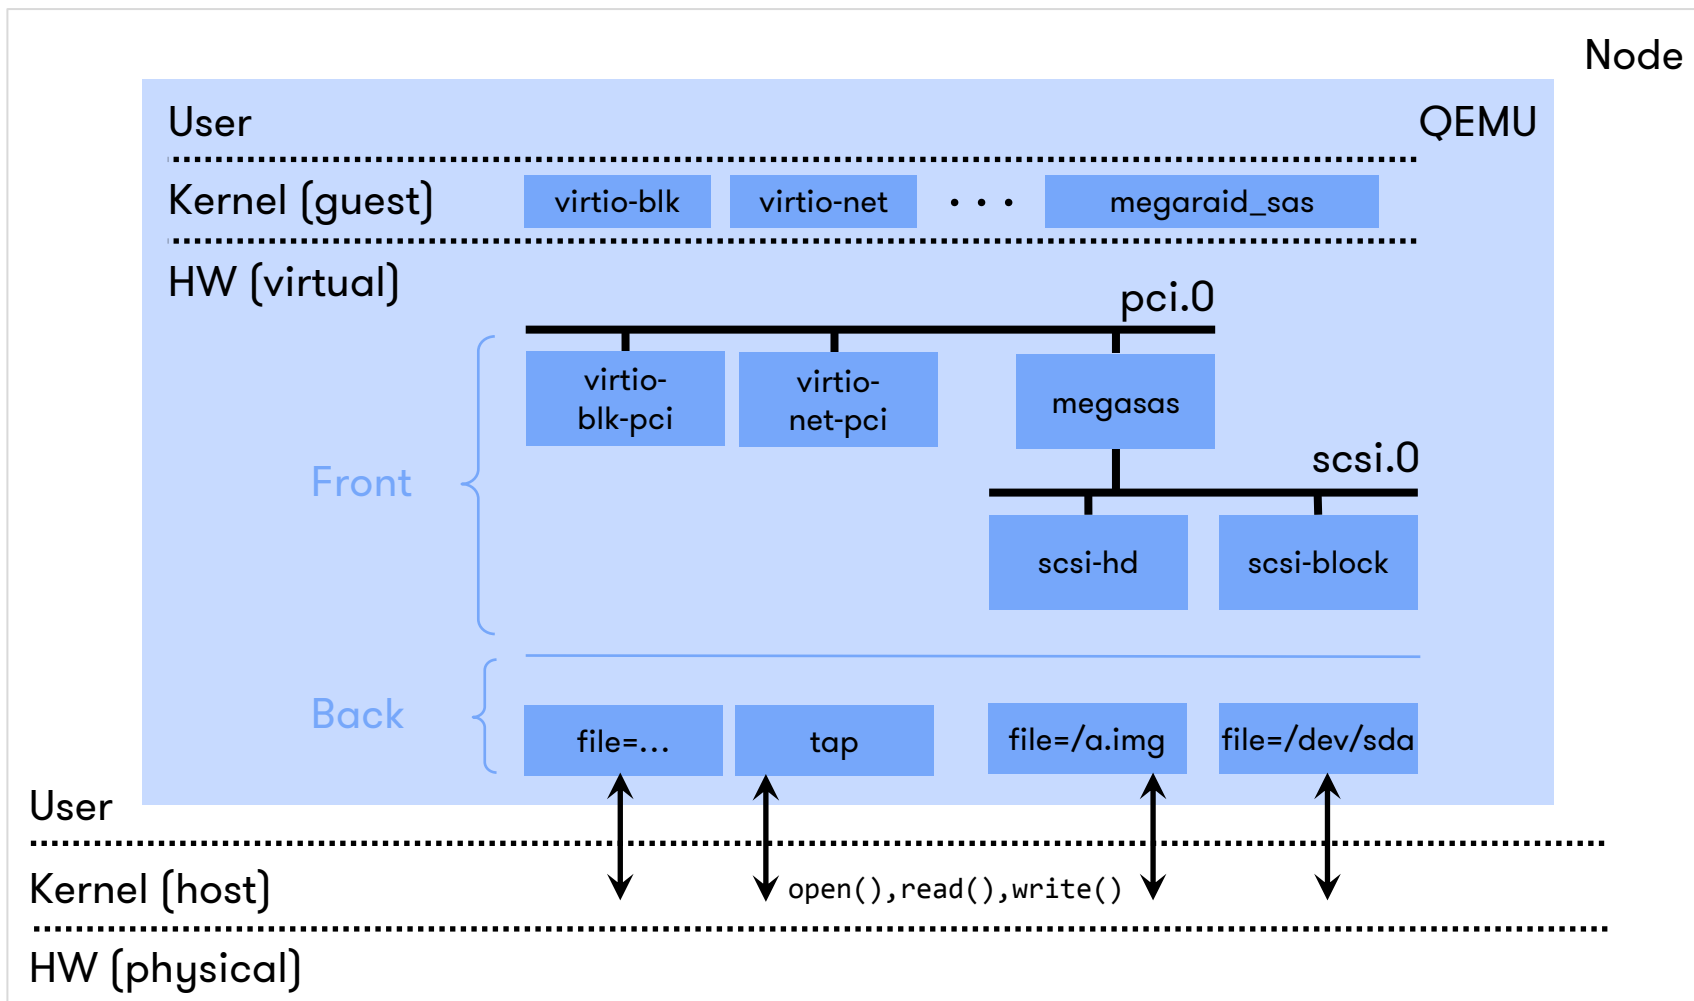 Node
User
QEMU
Kernel (guest)
virtio-blk
virtio-net
...
megaraid_sas
HW (virtual)
pci.0
virtio-
blk-pci
virtio-
net-pci
megasas
Front
scsi.0
scsi-hd
scsi-block
Back
file=...
tap
file=/a.img
file=/dev/sda
User
Kernel (host)
open(),read(),write()
HW (physical)